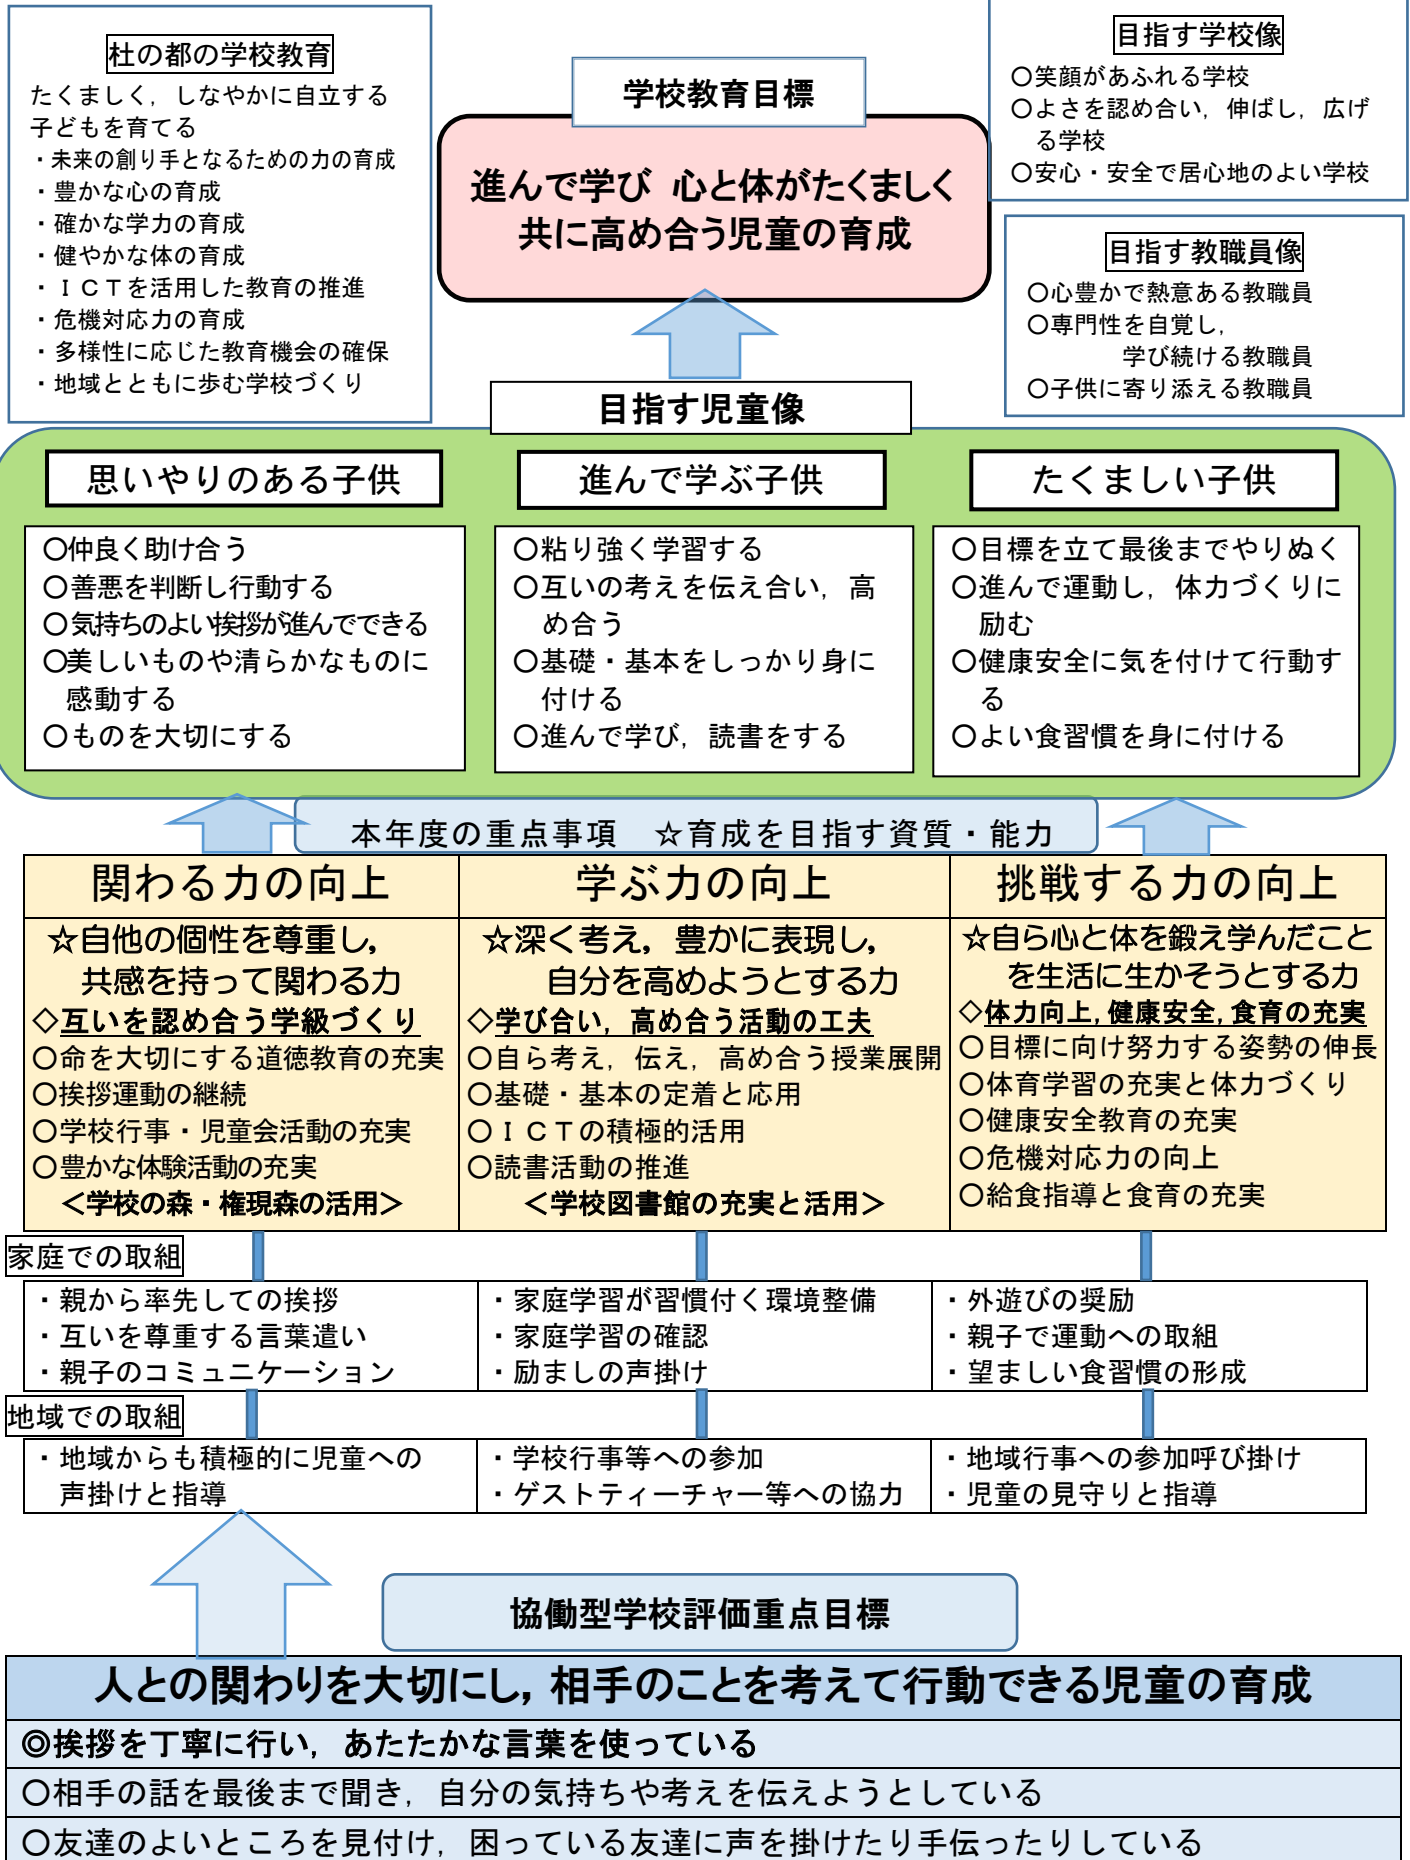 杜の都の学校教育
たくましく，しなやかに自立する
子どもを育てる
・未来の創り手となるための力の育成
・豊かな心の育成
・確かな学力の育成
・健やかな体の育成
・ＩＣＴを活用した教育の推進
・危機対応力の育成
・多様性に応じた教育機会の確保
・地域とともに歩む学校づくり
学校教育目標
進んで学び 心と体がたくましく
共に高め合う児童の育成
目指す学校像
〇笑顔があふれる学校
〇よさを認め合い，伸ばし，広げ
る学校
〇安心・安全で居心地のよい学校
目指す教職員像
〇心豊かで熱意ある教職員
〇専門性を自覚し，
学び続ける教職員
〇子供に寄り添える教職員
目指す児童像
思いやりのある子供
〇仲良く助け合う
〇善悪を判断し行動する
〇気持ちのよい挨拶が進んでできる
〇美しいものや清らかなものに
感動する
〇ものを大切にする
進んで学ぶ子供
〇粘り強く学習する
〇互いの考えを伝え合い，高
め合う
〇基礎・基本をしっかり身に
付ける
〇進んで学び，読書をする
たくましい子供
〇目標を立て最後までやりぬく
〇進んで運動し，体力づくりに
励む
〇健康安全に気を付けて行動す
る
〇よい食習慣を身に付ける
本年度の重点事項　☆育成を目指す資質・能力
関わる力の向上
☆自他の個性を尊重し，
共感を持って関わる力
◇互いを認め合う学級づくり
〇命を大切にする道徳教育の充実
〇挨拶運動の継続
〇学校行事・児童会活動の充実
〇豊かな体験活動の充実
＜学校の森・権現森の活用＞
学ぶ力の向上
☆深く考え，豊かに表現し，
自分を高めようとする力
◇学び合い，高め合う活動の工夫
〇自ら考え，伝え，高め合う授業展開
〇基礎・基本の定着と応用
〇ＩＣＴの積極的活用
〇読書活動の推進
＜学校図書館の充実と活用＞
挑戦する力の向上
☆自ら心と体を鍛え学んだこと
を生活に生かそうとする力
◇体力向上,健康安全,食育の充実
〇目標に向け努力する姿勢の伸長
〇体育学習の充実と体力づくり
〇健康安全教育の充実
〇危機対応力の向上
〇給食指導と食育の充実
家庭での取組
・親から率先しての挨拶
・互いを尊重する言葉遣い
・親子のコミュニケーション
・家庭学習が習慣付く環境整備
・家庭学習の確認
・励ましの声掛け
・外遊びの奨励
・親子で運動への取組
・望ましい食習慣の形成
地域での取組
・地域からも積極的に児童への
声掛けと指導
・学校行事等への参加
・ゲストティーチャー等への協力
・地域行事への参加呼び掛け
・児童の見守りと指導
協働型学校評価重点目標
人との関わりを大切にし，相手のことを考えて行動できる児童の育成
◎挨拶を丁寧に行い，あたたかな言葉を使っている
〇相手の話を最後まで聞き，自分の気持ちや考えを伝えようとしている
〇友達のよいところを見付け，困っている友達に声を掛けたり手伝ったりしている